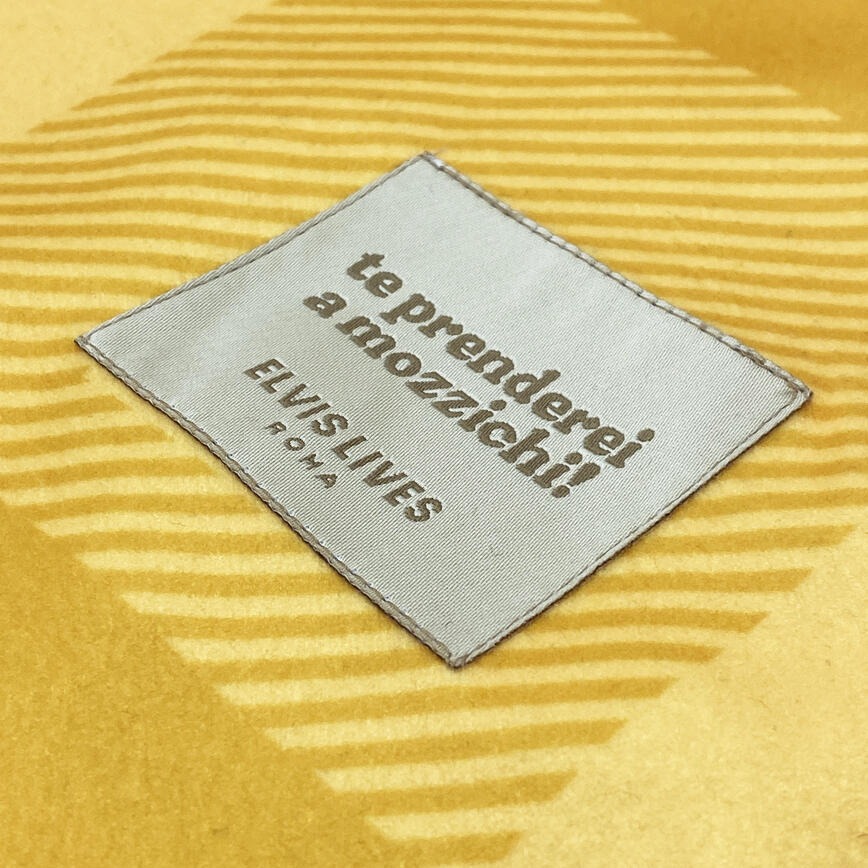 te prenderei
a mozzichi!
ELVIS LIVES
ROMA